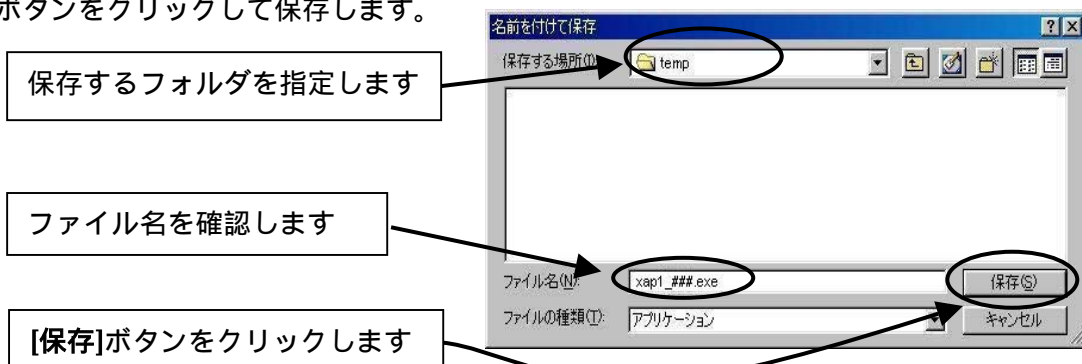 ボタンをクリックして保存します。
名前を付けて保存
保存するフォルダを指定します
保存する場所(I):
temp
ファイル名を確認します
ファイル名(N):
xap1_###.exe
保存(S)
[保存]ボタンをクリックします
ファイルの種類(T):
アプリケーション
キャンセル